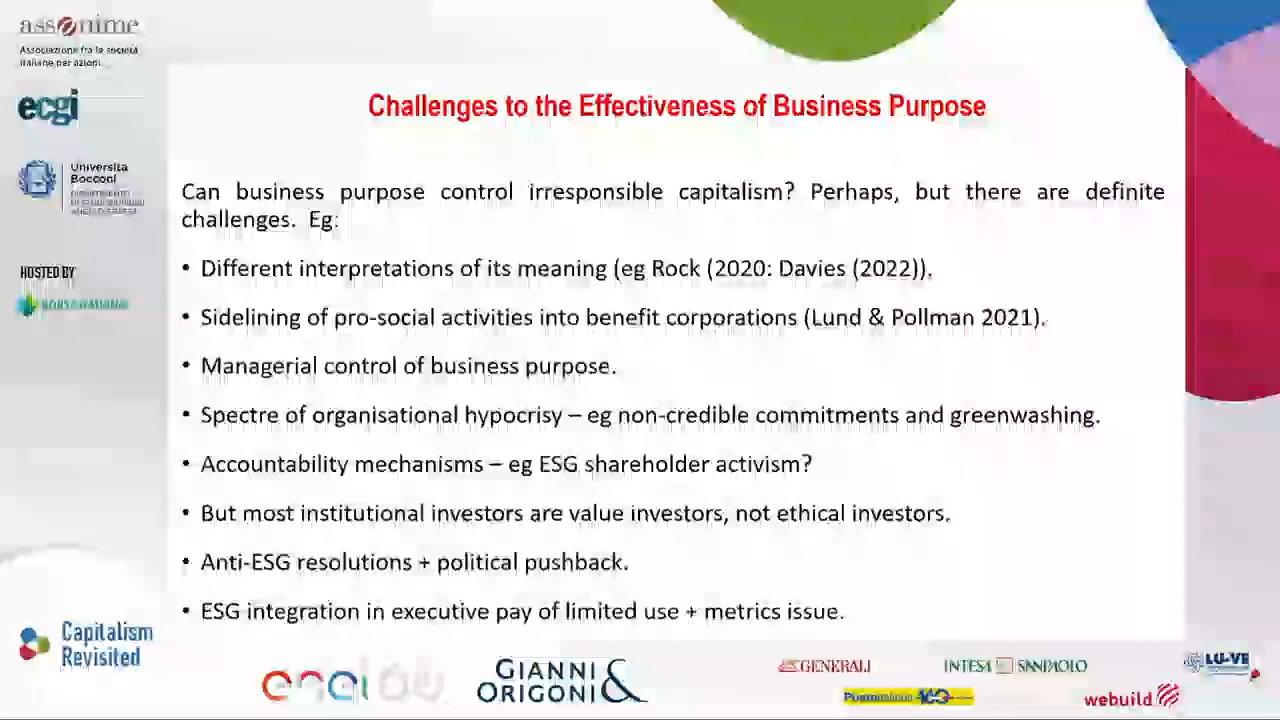 assonime
Associazione fra le società
italiane per azioni
ecgi
Università
Bocconi
HOSTED BY
Challenges to the Effectiveness of Business Purpose
Can business purpose control irresponsible capitalism? Perhaps, but there are definite
challenges. Eg:
• Different interpretations of its meaning (eg Rock (2020: Davies (2022)).
• Sidelining of pro-social activities into benefit corporations (Lund & Pollman 2021).
• Managerial control of business purpose.
• Spectre of organisational hypocrisy – eg non-credible commitments and greenwashing.
• Accountability mechanisms – eg ESG shareholder activism?
• But most institutional investors are value investors, not ethical investors.
• Anti-ESG resolutions + political pushback.
• ESG integration in executive pay of limited use + metrics issue.
Capitalism
Revisited
enel 60
GIANNI &
ORIGONI
GENERALI
INTESA SANPAOLO
LU-VE
webuild